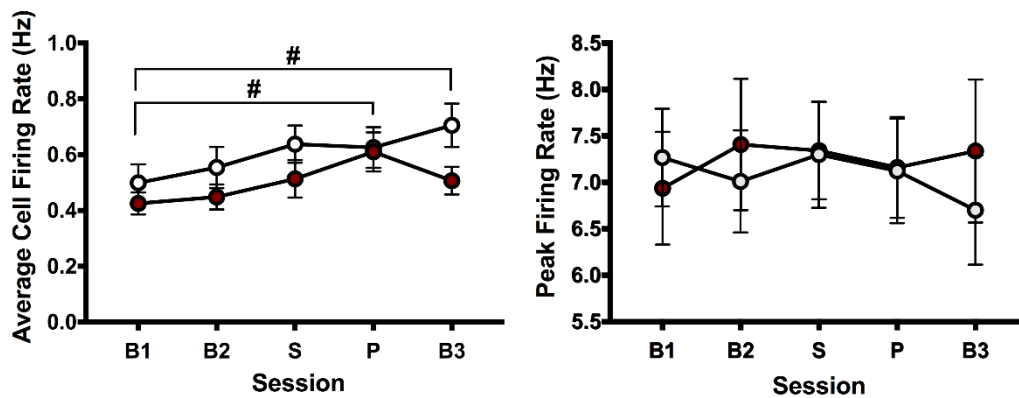 Average Cell Firing Rate (Hz)
1.0
0.8
0.6
0.4
0.2
0.0
#
#
B1 B2 S P B3
Session
Peak Firing Rate (Hz)
8.5
8.0
7.5
7.0
6.5
6.0
5.5
B1 B2 S P B3
Session